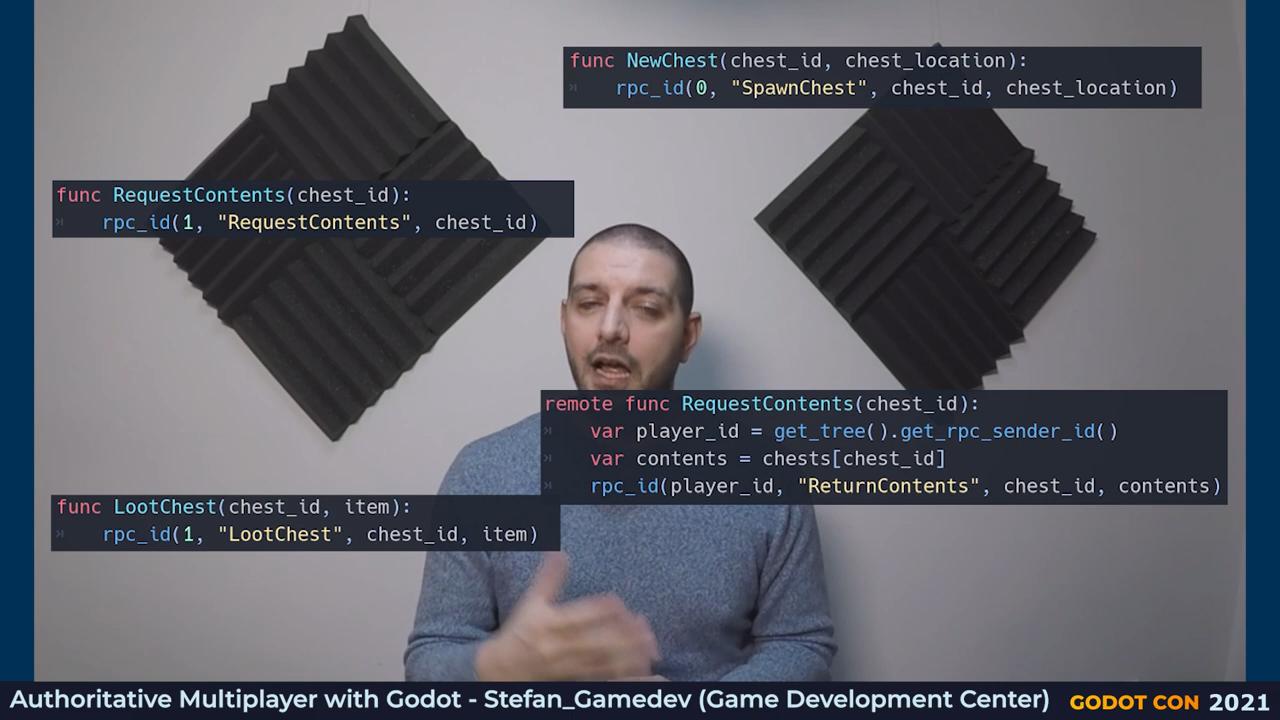 func NewChest(chest_id, chest_location):
rpc_id(0, "SpawnChest", chest_id, chest_location)
func RequestContents(chest_id):
rpc_id(1, "RequestContents", chest_id)
remote func RequestContents(chest_id):
var player_id = get_tree().get_rpc_sender_id()
var contents = chests[chest_id]
rpc_id(player_id, "ReturnContents", chest_id, contents)
func LootChest(chest_id, item):
rpc_id(1, "LootChest", chest_id, item)
Authoritative Multiplayer with Godot - Stefan_Gamedev (Game Development Center) GODOT CON 2021